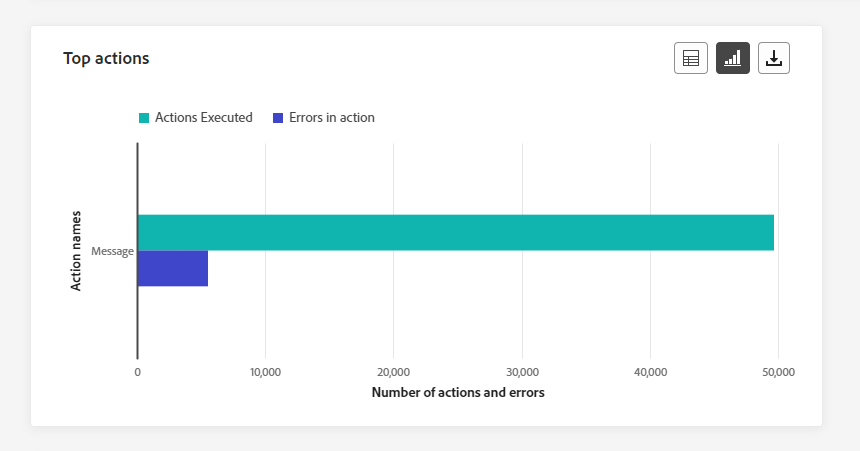 Top actions
Actions Executed Errors in action
Action names
Message
0 10,000 20,000 30,000 40,000 50,000
Number of actions and errors